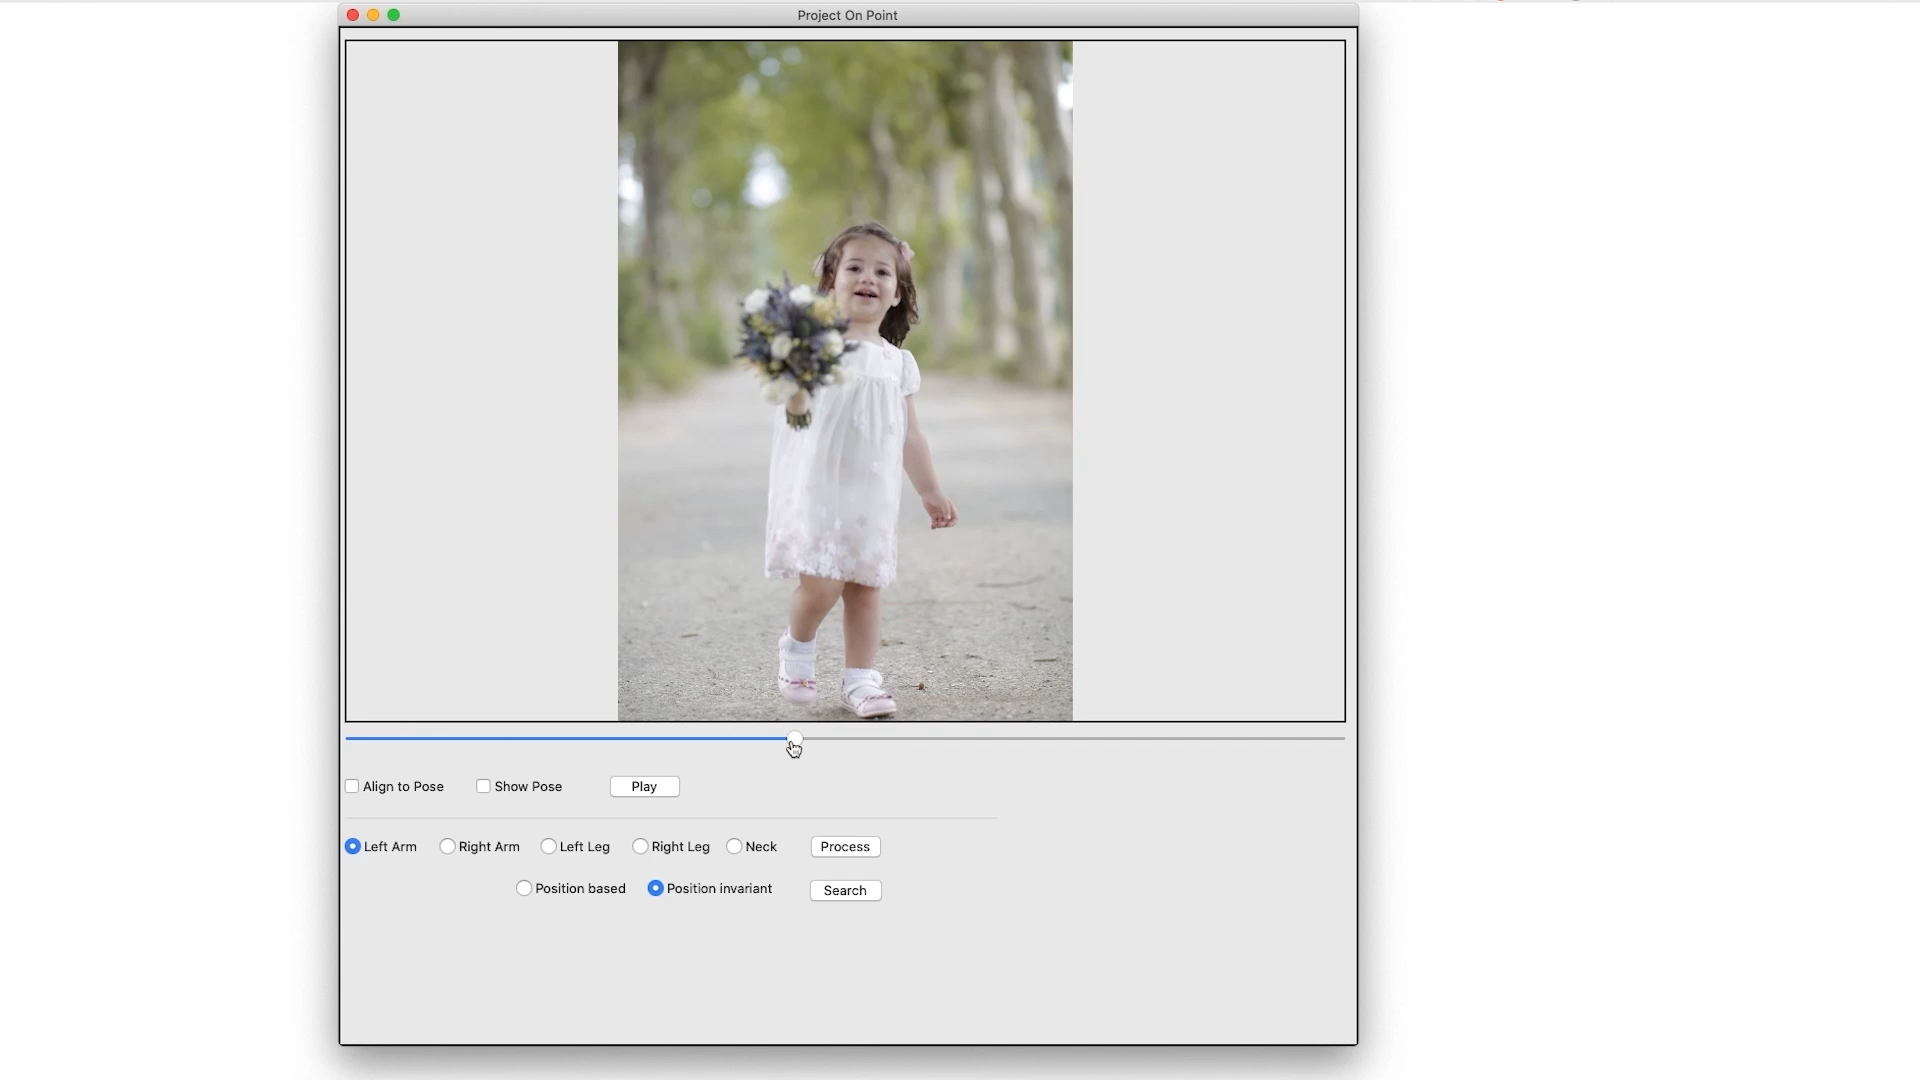 Project On Point
Align to Pose Show Pose Play
Left Arm Right Arm Left Leg Right Leg Neck Process
Position based Position invariant Search